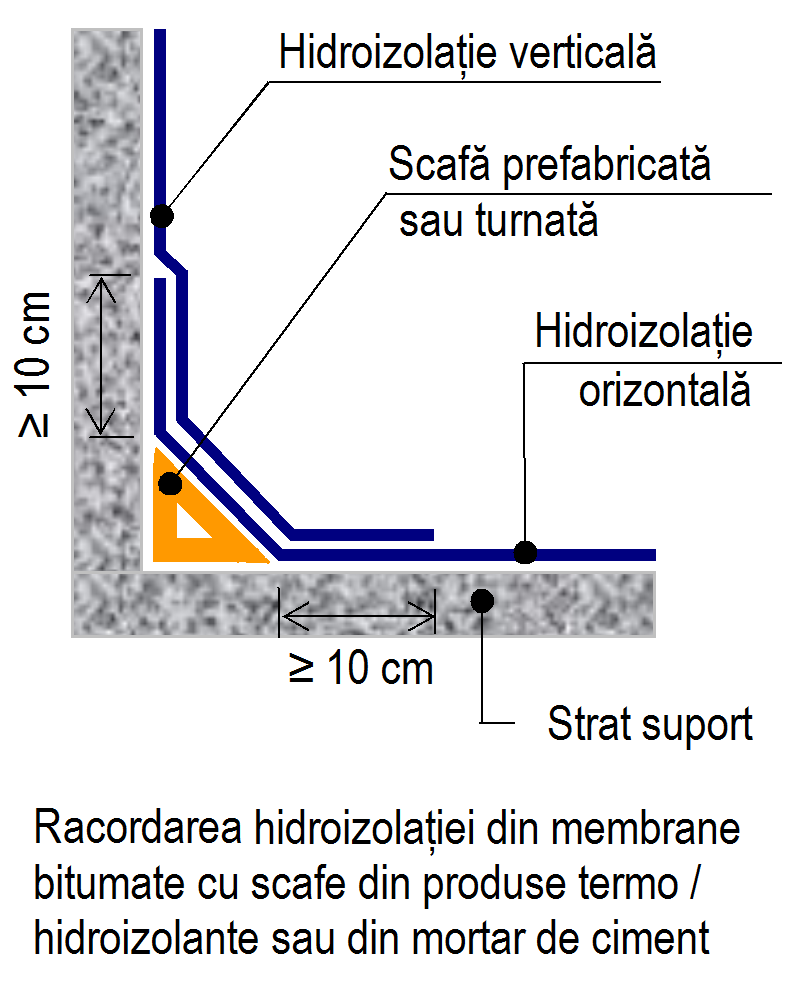 Hidroizolație verticală
Scafă prefabricată
sau turnată
Hidroizolație
orizontală
≥ 10 cm
≥ 10 cm
Strat suport
Racordarea hidroizolației din membrane
bitumate cu scafe din produse termo /
hidroizolante sau din mortar de ciment